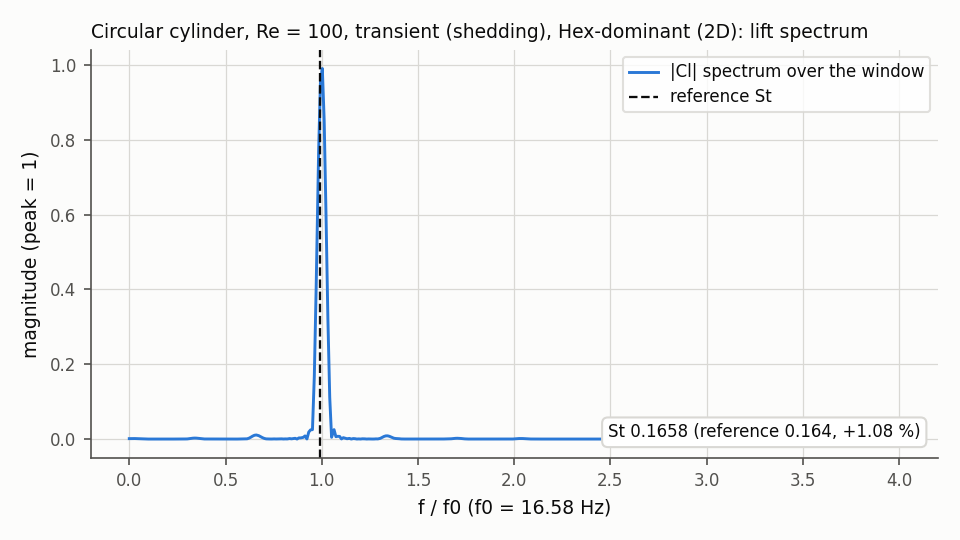 Circular cylinder, Re = 100, transient (shedding), Hex-dominant (2D): lift spectrum
|Cl| spectrum over the window
reference St
magnitude (peak = 1)
1.0
0.8
0.6
0.4
0.2
0.0
St 0.1658 (reference 0.164, +1.08 %)
0.0 0.5 1.0 1.5 2.0 2.5 3.0 3.5 4.0
f / f0 (f0 = 16.58 Hz)